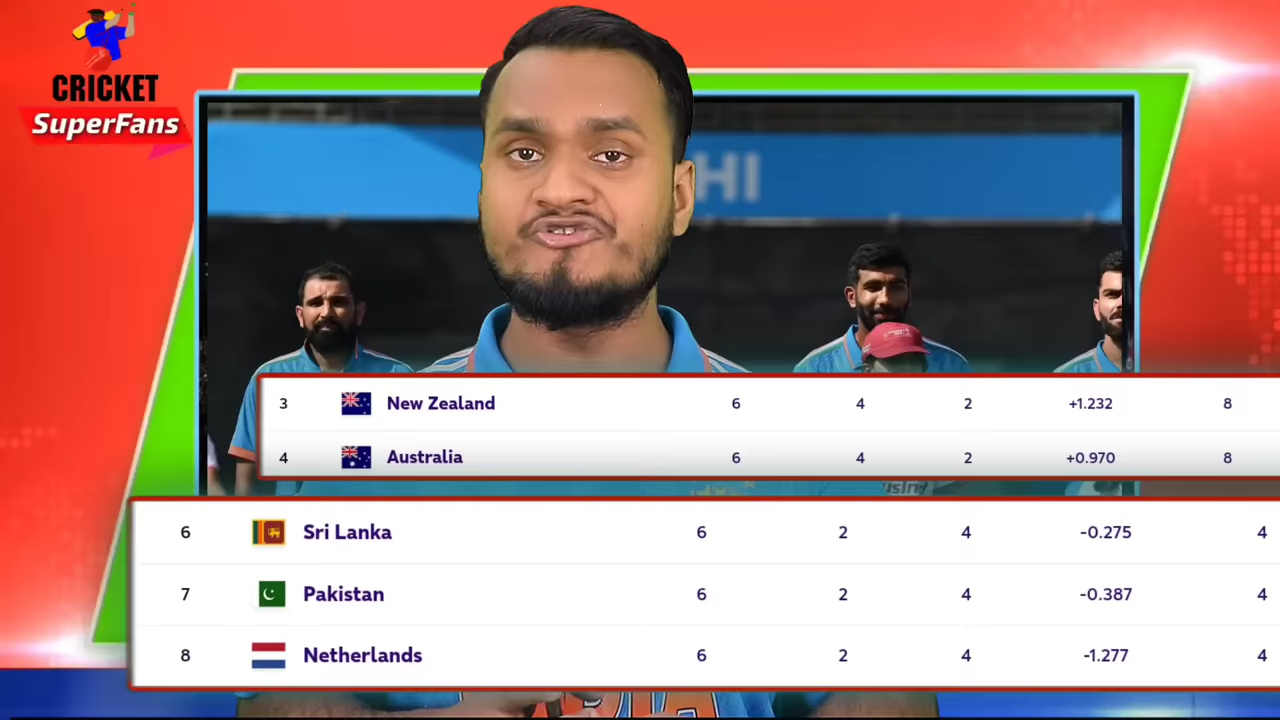 CRICKET
SuperFans
HI
3 New Zealand 6 4 2 +1.232 8
4 Australia 6 4 2 +0.970 8
6 Sri Lanka 6 2 4 -0.275 4
7 Pakistan 6 2 4 -0.387 4
8 Netherlands 6 2 4 -1.277 4